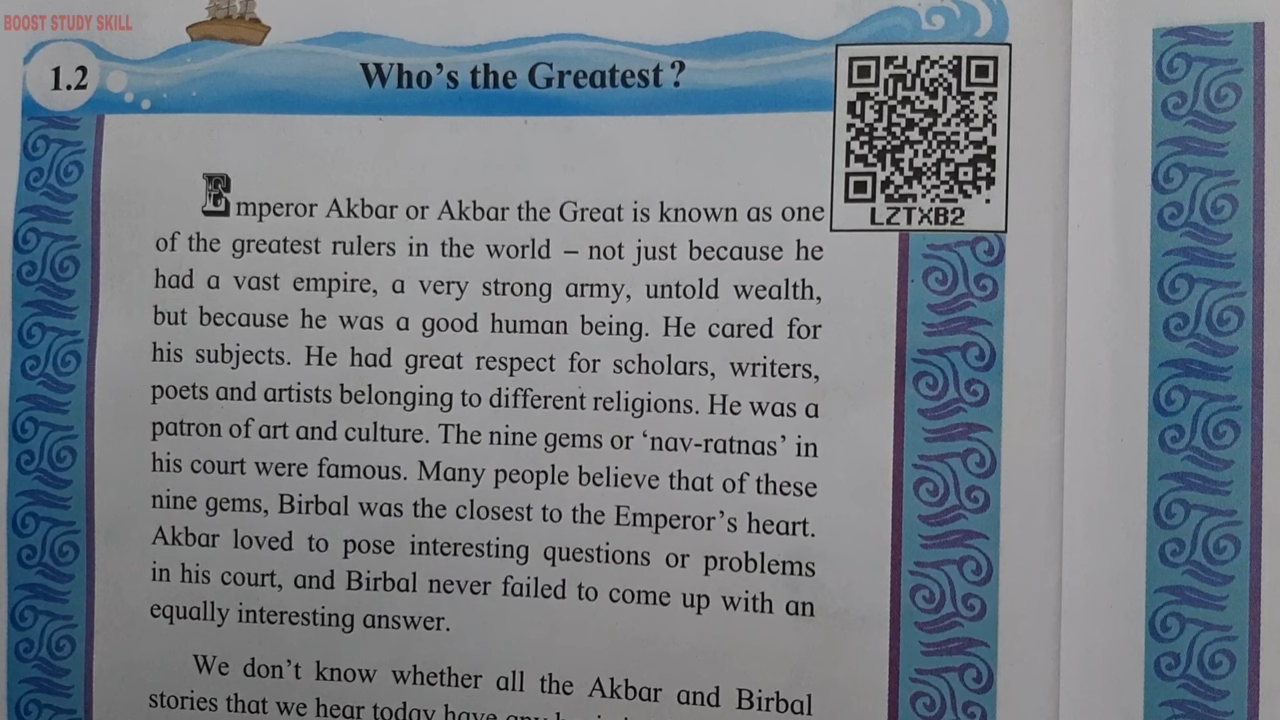 BOOST STUDY SKILL
1.2
Who's the Greatest ?
LZTXB2
Emperor Akbar or Akbar the Great is known as one
of the greatest rulers in the world – not just because he
had a vast empire, a very strong army, untold wealth,
but because he was a good human being. He cared for
his subjects. He had great respect for scholars, writers,
poets and artists belonging to different religions. He was a
patron of art and culture. The nine gems or ‘nav-ratnas’ in
his court were famous. Many people believe that of these
nine gems, Birbal was the closest to the Emperor’s heart.
Akbar loved to pose interesting questions or problems
in his court, and Birbal never failed to come up with an
equally interesting answer.
We don’t know whether all the Akbar and Birbal
stories that we hear today have any